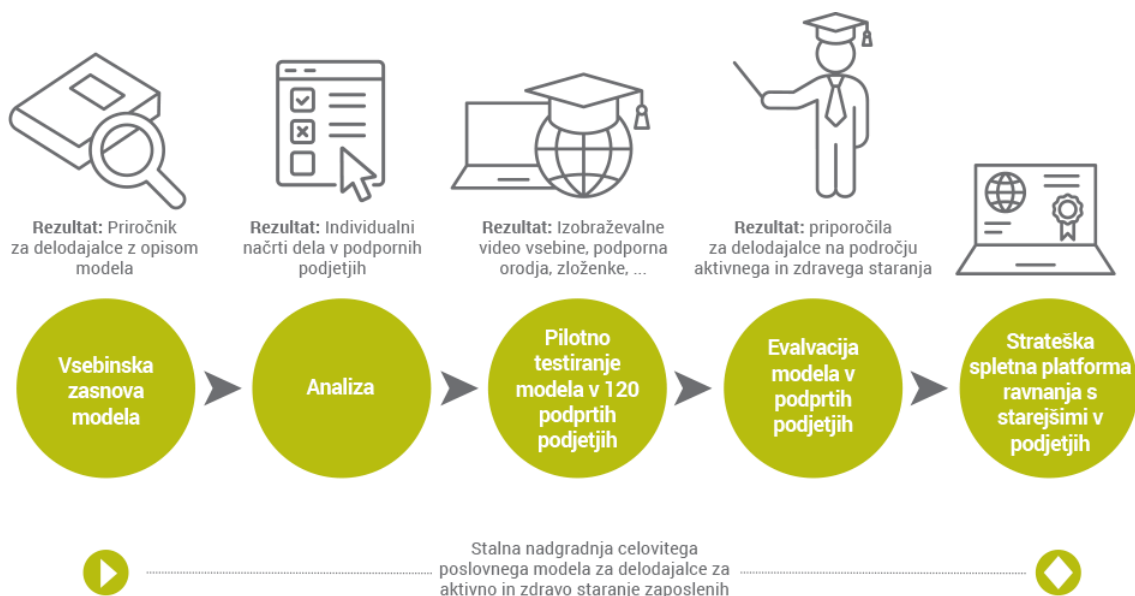 Rezultat: Priročnik
za delodajalce z opisom
modela
Rezultat: Individualni
načrti dela v podpornih
podjetjih
Rezultat: Izobraževalne
video vsebine, podporna
orodja, zloženke, ...
Rezultat: priporočila
za delodajalce na področju
aktivnega in zdravega staranja
Vsebinska
zasnova
modela
Analiza
Pilotno
testiranje
modela v 120
podprtih
podjetjih
Evalvacija
modela v
podprtih
podjetjih
Strateška
spletna platforma
ravnanja s
starejšimi v
podjetjih
Stalna nadgradnja celovitega
poslovnega modela za delodajalce za
aktivno in zdravo staranje zaposlenih